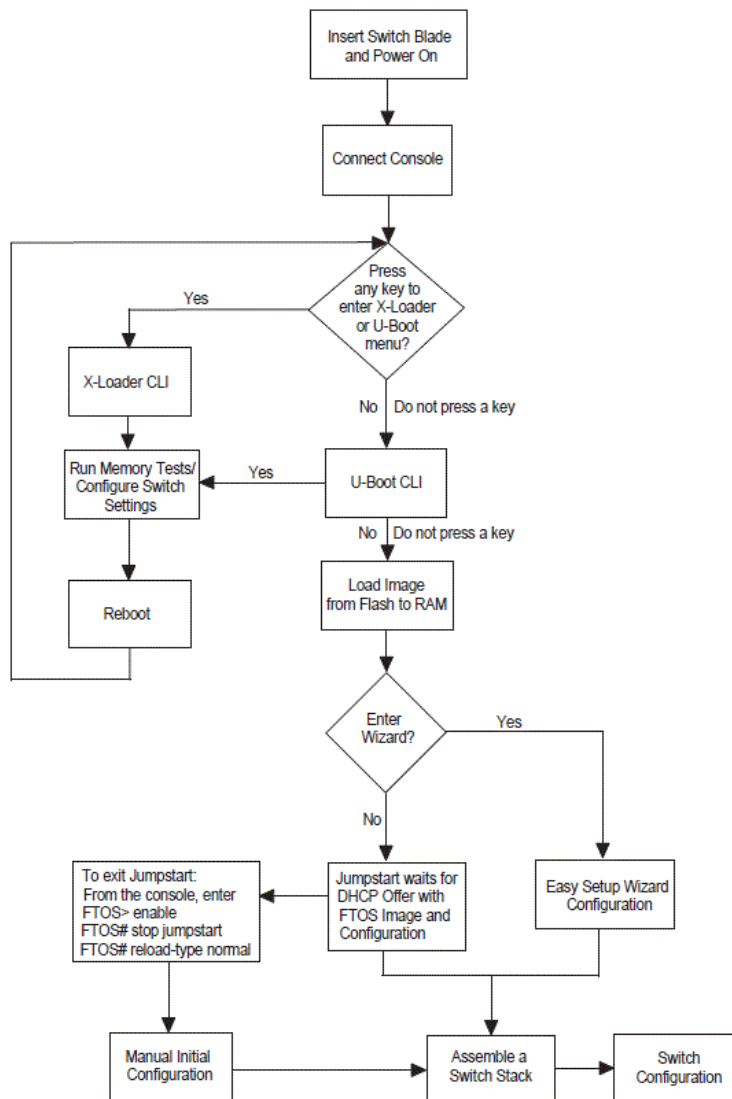 Insert Switch Blade
and Power On
Connect Console
Press
any key to
enter X-Loader
or U-Boot
menu?
Yes
X-Loader CLI
No Do not press a key
Run Memory Tests/
Configure Switch
Settings
Yes
U-Boot CLI
No Do not press a key
Load Image
from Flash to RAM
Reboot
Enter
Wizard?
Yes
No
To exit Jumpstart:
From the console, enter
FTOS> enable
FTOS# stop jumpstart
FTOS# reload-type normal
Jumpstart waits for
DHCP Offer with
FTOS Image and
Configuration
Easy Setup Wizard
Configuration
Manual Initial
Configuration
Assemble a
Switch Stack
Switch
Configuration